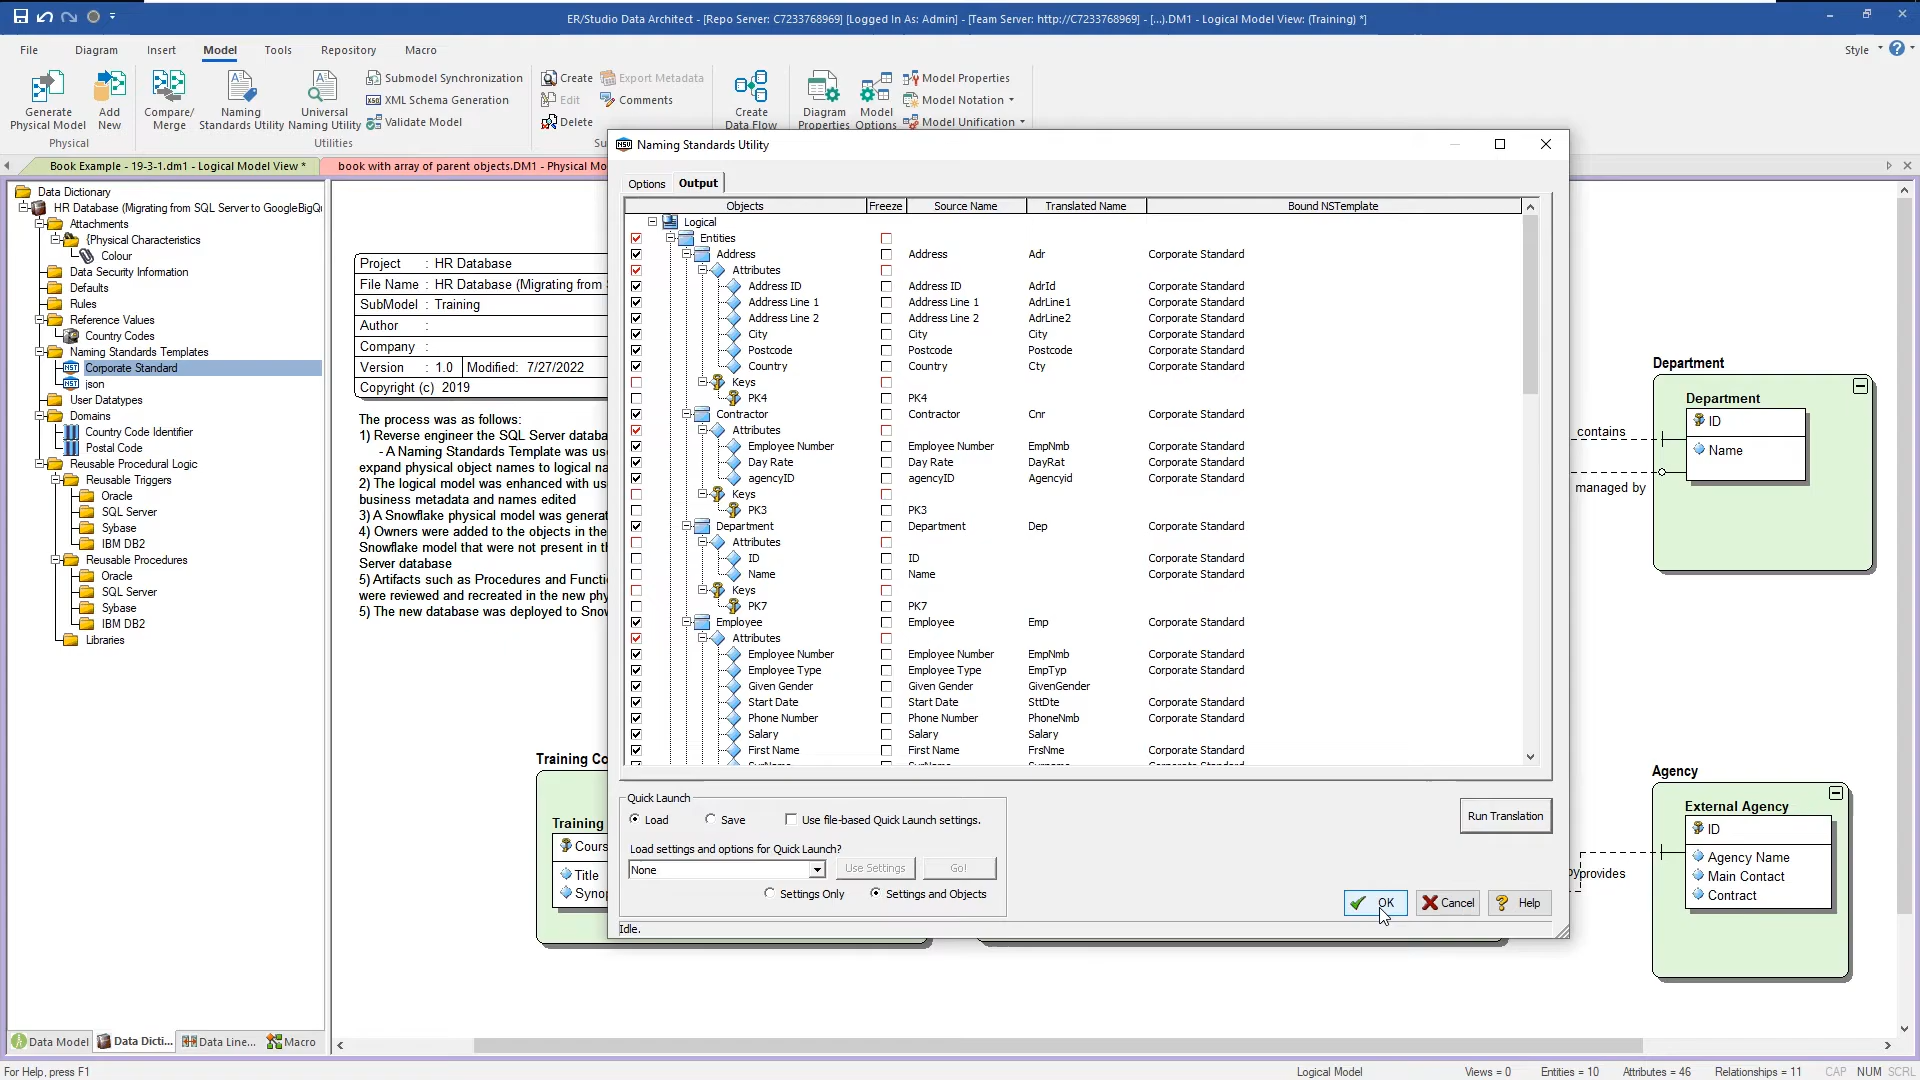 ER/Studio Data Architect - [Repo Server: C7233768969] [Logged In As: Admin] - [Team Server: http://C7233768969] - [...).DM1 - Logical Model View: (Training) *]
File Diagram Insert Model Tools Repository Macro Style
Generate Physical Model
Add New
Physical
Compare/ Merge
Naming Standards Utility
Universal Naming Utility
Submodel Synchronization
XML Schema Generation
Validate Model
Utilities
Create Export Metadata
Edit Comments
Delete
Create Data Flow
Diagram Properties
Model Options
Model Properties
Model Notation
Model Unification
Book Example - 19-3-1.dm1 - Logical Model View *
book with array of parent objects.DM1 - Physical Mo
Data Dictionary
HR Database (Migrating from SQL Server to GoogleBigQu
Attachments
{Physical Characteristics
Colour
Data Security Information
Defaults
Rules
Reference Values
Country Codes
Naming Standards Templates
Corporate Standard
json
User Datatypes
Domains
Country Code Identifier
Postal Code
Reusable Procedural Logic
Reusable Triggers
Oracle
SQL Server
Sybase
IBM DB2
Reusable Procedures
Oracle
SQL Server
Sybase
IBM DB2
Libraries
Data Model Data Dicti... Data Line... Macro
Project : HR Database
File Name : HR Database (Migrating from
SubModel : Training
Author :
Company :
Version : 1.0 Modified: 7/27/2022
Copyright (c) 2019
The process was as follows:
1) Reverse engineer the SQL Server databa
- A Naming Standards Template was us
expand physical object names to logical na
2) The logical model was enhanced with us
business metadata and names edited
3) A Snowflake physical model was genera
4) Owners were added to the objects in the
Snowflake model that were not present in th
Server database
5) Artifacts such as Procedures and Functi
were reviewed and recreated in the new phy
5) The new database was deployed to Snow
Training Co
Training
Cours
Title
Synop
Naming Standards Utility
Options Output
Objects Freeze Source Name Translated Name Bound NSTemplate
Logical
Entities
Address Address Adr Corporate Standard
Attributes
Address ID Address ID AdrId Corporate Standard
Address Line 1 Address Line 1 AdrLine1 Corporate Standard
Address Line 2 Address Line 2 AdrLine2 Corporate Standard
City City City Corporate Standard
Postcode Postcode Postcode Corporate Standard
Country Country Cty Corporate Standard
Keys
PK4 PK4
Contractor Contractor Cnr Corporate Standard
Attributes
Employee Number Employee Number EmpNmb Corporate Standard
Day Rate Day Rate DayRat Corporate Standard
agencyID agencyID Agencyid Corporate Standard
Keys
PK3 PK3
Department Department Dep Corporate Standard
Attributes
ID ID Corporate Standard
Name Name Corporate Standard
Keys
PK7 PK7
Employee Employee Emp Corporate Standard
Attributes
Employee Number Employee Number EmpNmb Corporate Standard
Employee Type Employee Type EmpTyp Corporate Standard
Given Gender Given Gender GivenGender
Start Date Start Date SttDte Corporate Standard
Phone Number Phone Number PhoneNmb Corporate Standard
Salary Salary Salary
First Name First Name FrsNme Corporate Standard
SurName SurName Surname Corporate Standard
Quick Launch
Load Save Use file-based Quick Launch settings.
Load settings and options for Quick Launch?
None Use Settings Go!
Settings Only Settings and Objects
Run Translation
OK Cancel Help
Idle.
contains
managed by
Department
Department
ID
Name
provides
Agency
External Agency
ID
Agency Name
Main Contact
Contract
For Help, press F1 Logical Model Views = 0 Entities = 10 Attributes = 46 Relationships = 11 CAP NUM SCRL